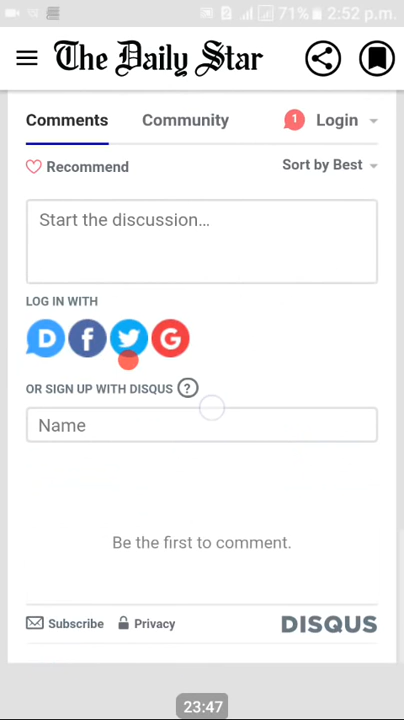 71% 2:52 p.m.
The Daily Star
Comments Community 1 Login
Recommend Sort by Best
Start the discussion...
LOG IN WITH
D f G
OR SIGN UP WITH DISQUS ?
Name
Be the first to comment.
Subscribe Privacy DISQUS
23:47